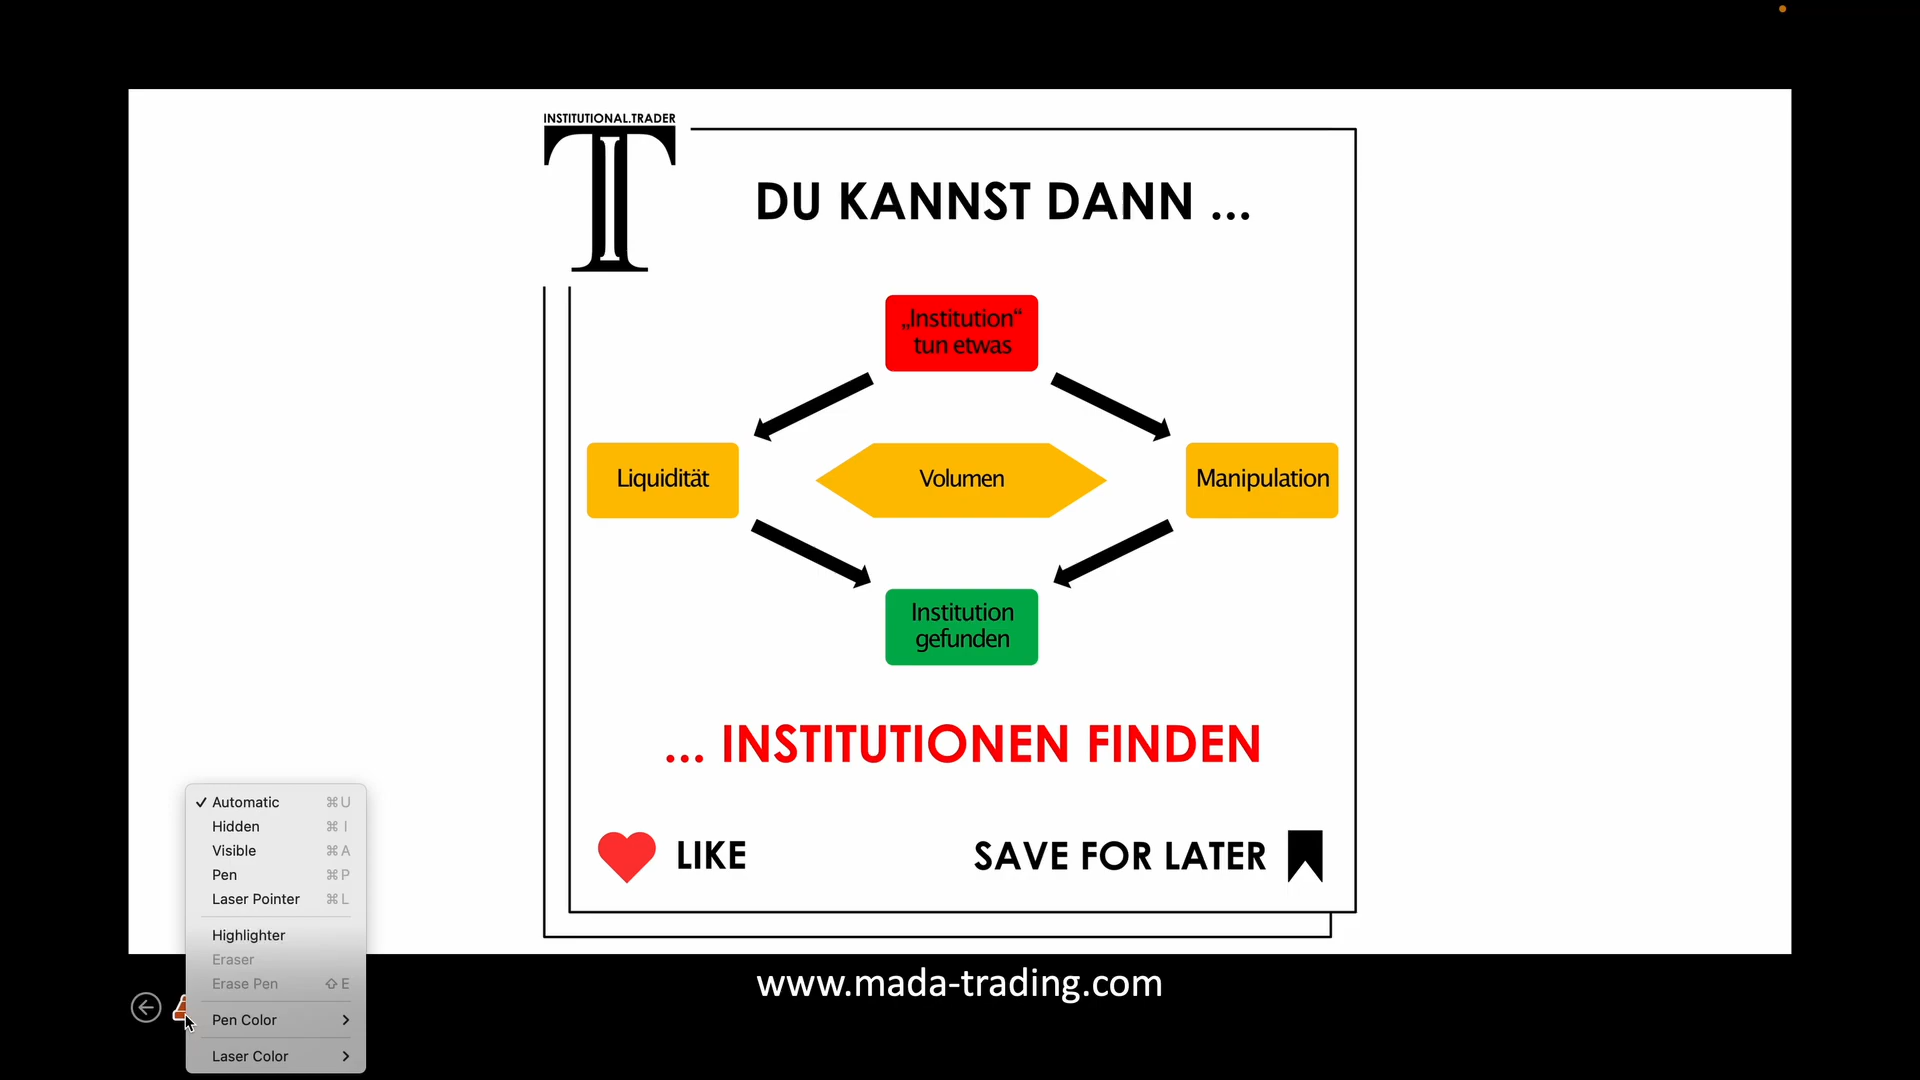 INSTITUTIONAL.TRADER
DU KANNST DANN ...
„Institution“
tun etwas
Liquidität
Volumen
Manipulation
Institution
gefunden
... INSTITUTIONEN FINDEN
LIKE
SAVE FOR LATER
www.mada-trading.com
✓ Automatic ⌘ U
Hidden ⌘ I
Visible ⌘ A
Pen ⌘ P
Laser Pointer ⌘ L
Highlighter
Eraser
Erase Pen ⇧ E
Pen Color >
Laser Color >